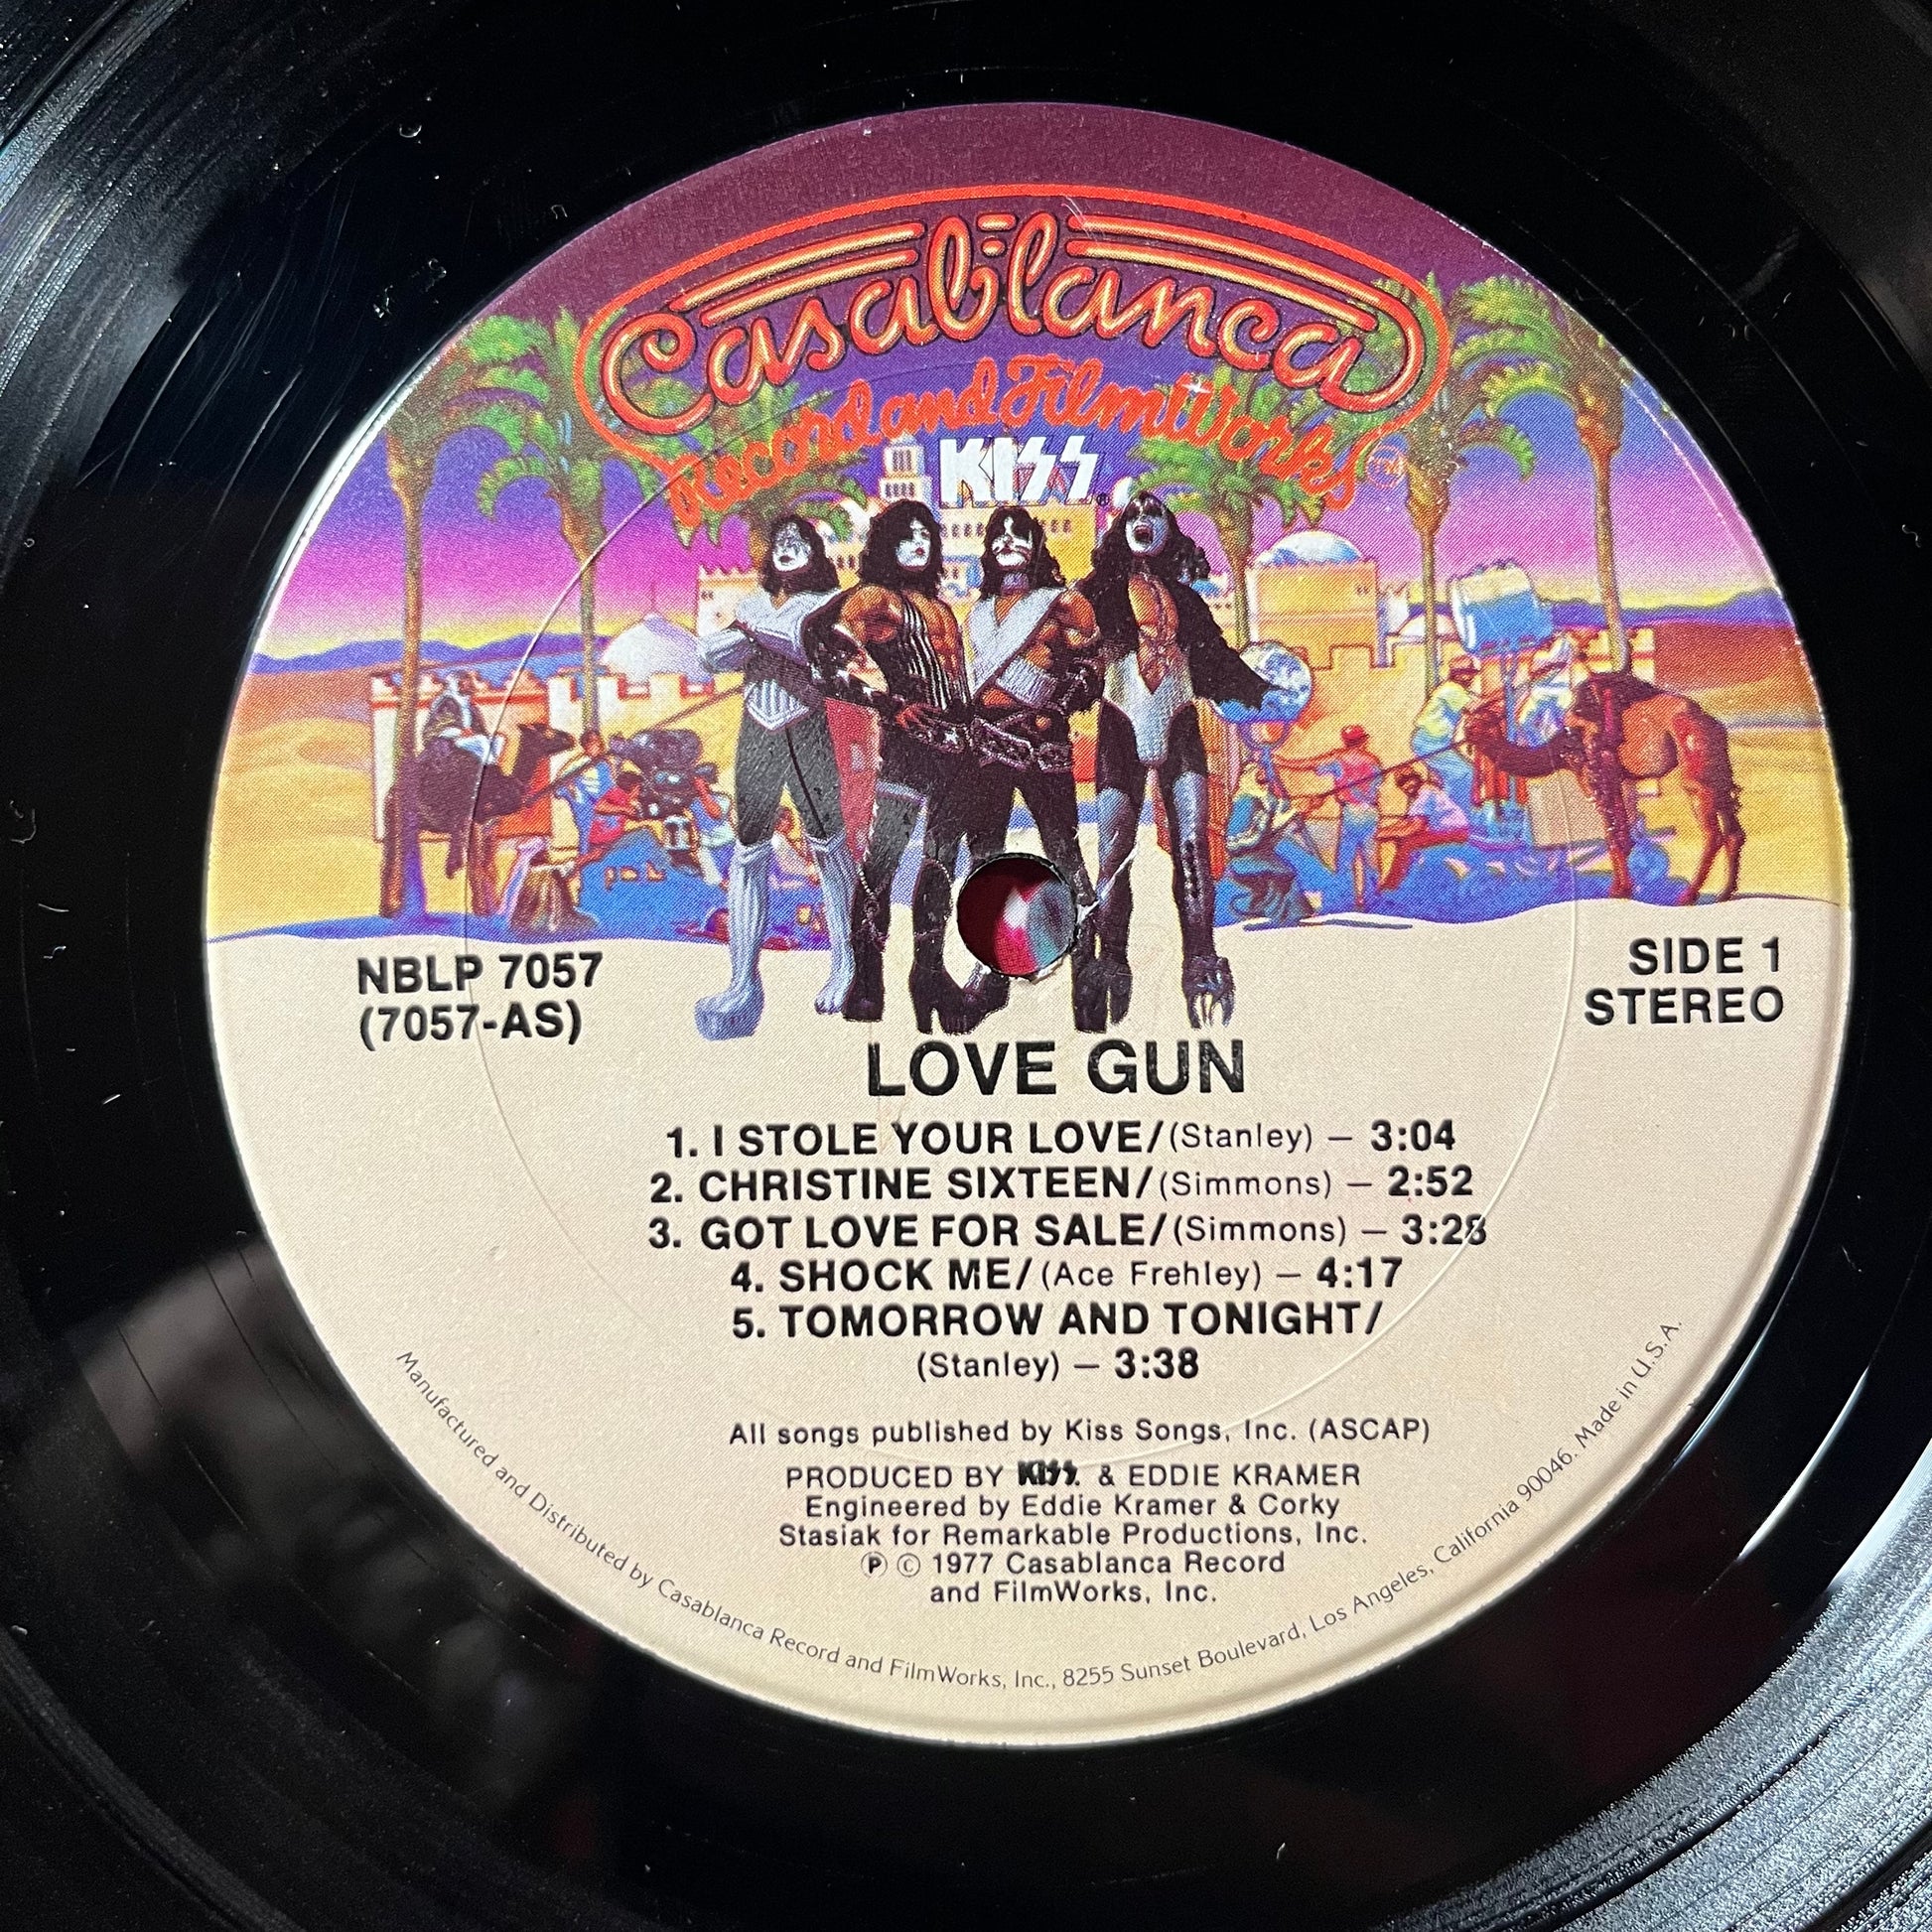 Casablanca
Record and FilmWorks
KISS®
NBLP 7057
(7057-AS)
SIDE 1
STEREO
LOVE GUN
1. I STOLE YOUR LOVE/(Stanley) — 3:04
2. CHRISTINE SIXTEEN/(Simmons) — 2:52
3. GOT LOVE FOR SALE/(Simmons) — 3:28
4. SHOCK ME/(Ace Frehley) — 4:17
5. TOMORROW AND TONIGHT/
(Stanley) — 3:38
All songs published by Kiss Songs, Inc. (ASCAP)
PRODUCED BY KISS & EDDIE KRAMER
Engineered by Eddie Kramer & Corky
Stasiak for Remarkable Productions, Inc.
℗ © 1977 Casablanca Record
and FilmWorks, Inc.
Manufactured and Distributed by Casablanca Record and FilmWorks, Inc., 8255 Sunset Boulevard, Los Angeles, California 90046. Made in U.S.A.